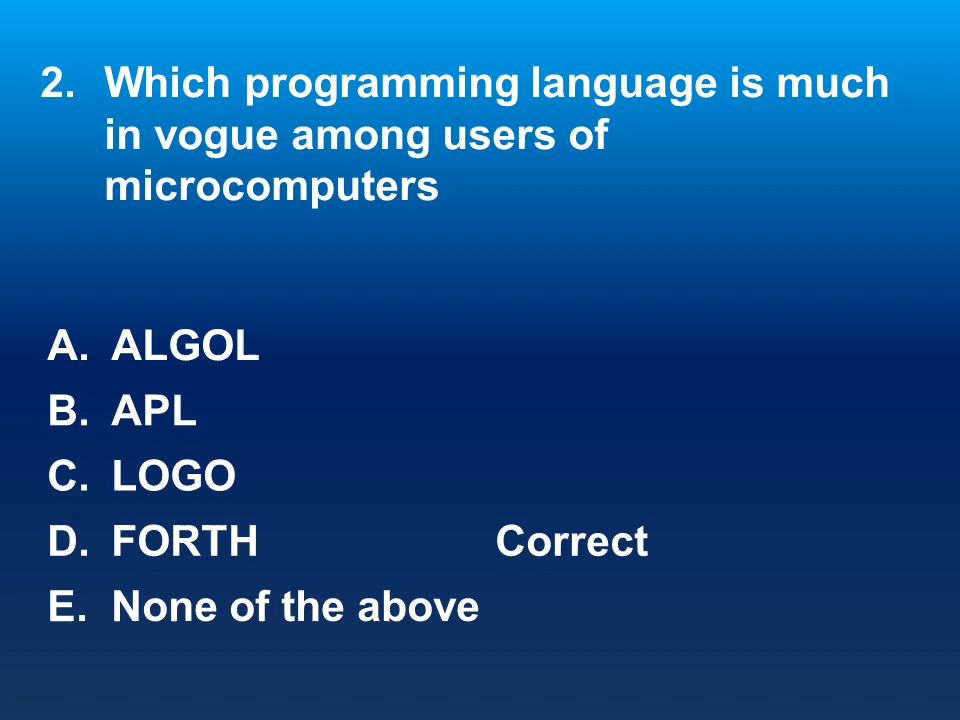 2. Which programming language is much
in vogue among users of
microcomputers
A. ALGOL
B. APL
C. LOGO
D. FORTH Correct
E. None of the above